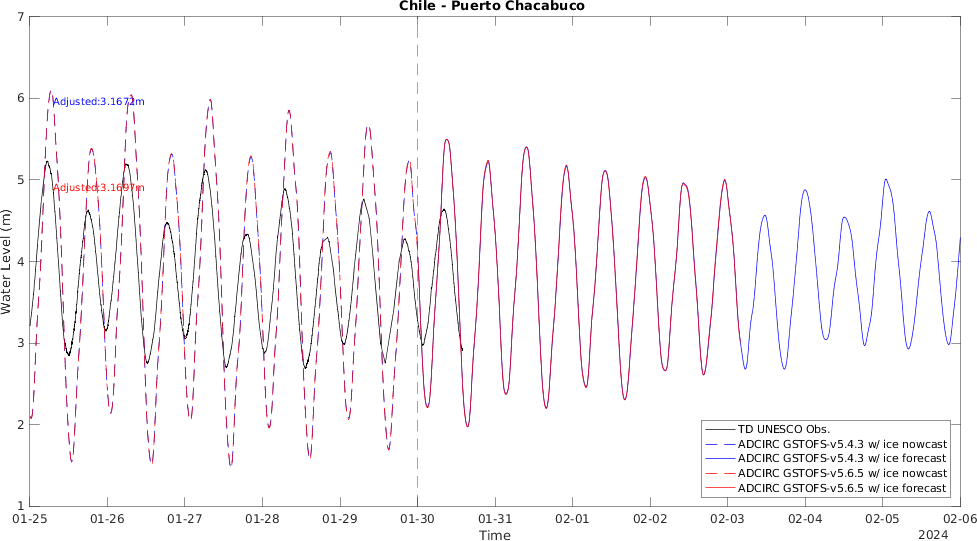 Chile - Puerto Chacabuco
7
6
5
4
3
2
1
Water Level (m)
Adjusted:3.1672m
Adjusted:3.1697m
TD UNESCO Obs.
ADCIRC GSTOFS-v5.4.3 w/ ice nowcast
ADCIRC GSTOFS-v5.4.3 w/ ice forecast
ADCIRC GSTOFS-v5.6.5 w/ ice nowcast
ADCIRC GSTOFS-v5.6.5 w/ ice forecast
01-25 01-26 01-27 01-28 01-29 01-30 01-31 02-01 02-02 02-03 02-04 02-05 02-06
Time
2024